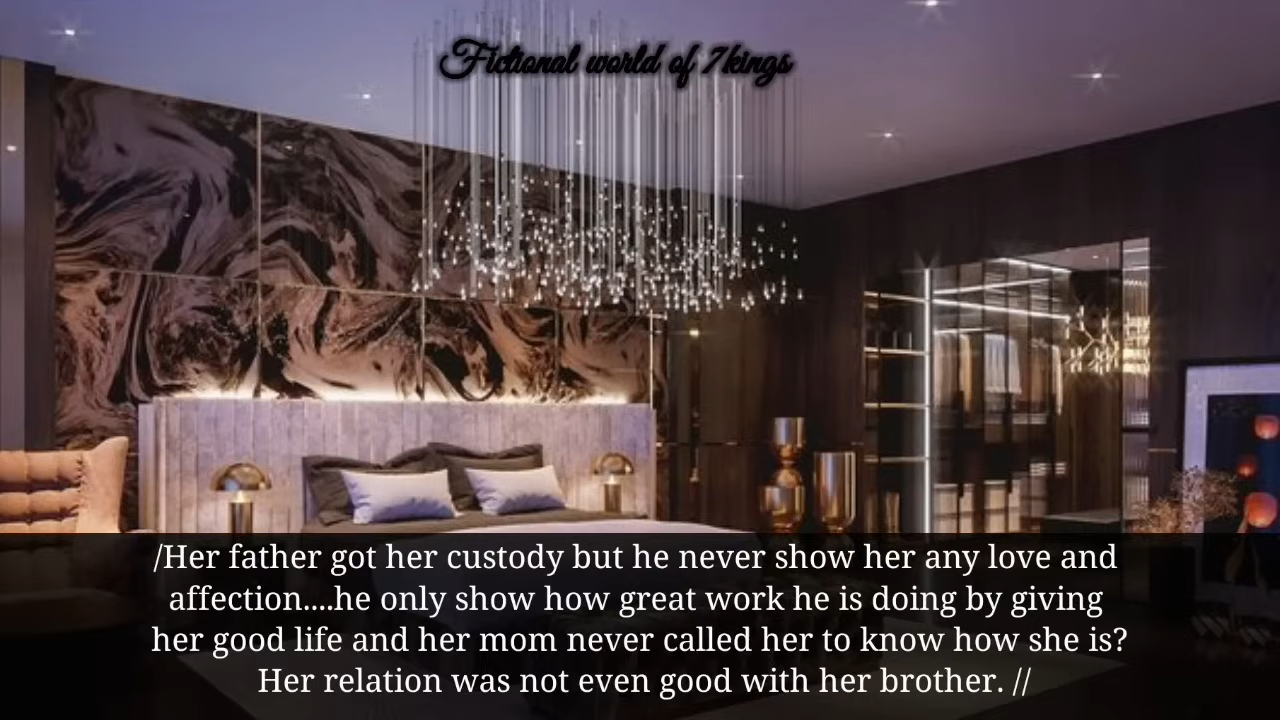 Fictional world of 7kings
/Her father got her custody but he never show her any love and
affection....he only show how great work he is doing by giving
her good life and her mom never called her to know how she is?
Her relation was not even good with her brother. //